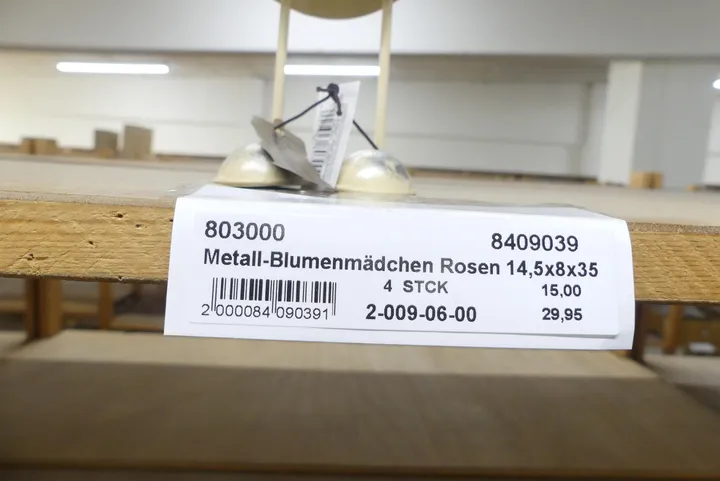 803000 8409039
Metall-Blumenmädchen Rosen 14,5x8x35
4 STCK 15,00
2-009-06-00 29,95
2 000084 090391